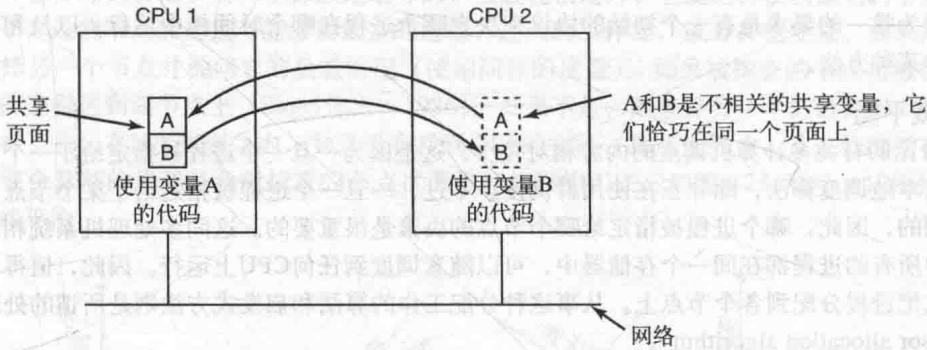 CPU 1
CPU 2
共享
页面
A
B
A
B
A和B是不相关的共享变量，它
们恰巧在同一个页面上
使用变量A
的代码
使用变量B
的代码
网络